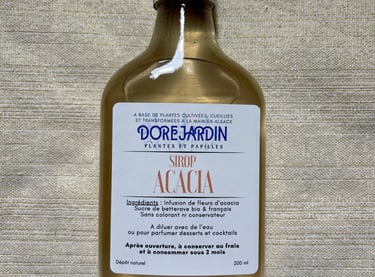 A BASE DE PLANTES CULTIVÉES, CUEILLIES
ET TRANSFORMÉES A LA MAIN EN ALSACE
DOREJARDIN
PLANTES ET PAPILLES
SIROP
ACACIA
Ingrédients : Infusion de fleurs d'acacia
Sucre de betterave bio & français
Sans colorant ni conservateur
A diluer avec de l'eau
ou pour parfumer desserts et cocktails
Après ouverture, à conserver au frais
et à consommer sous 2 mois
Dépôt naturel
200 ml